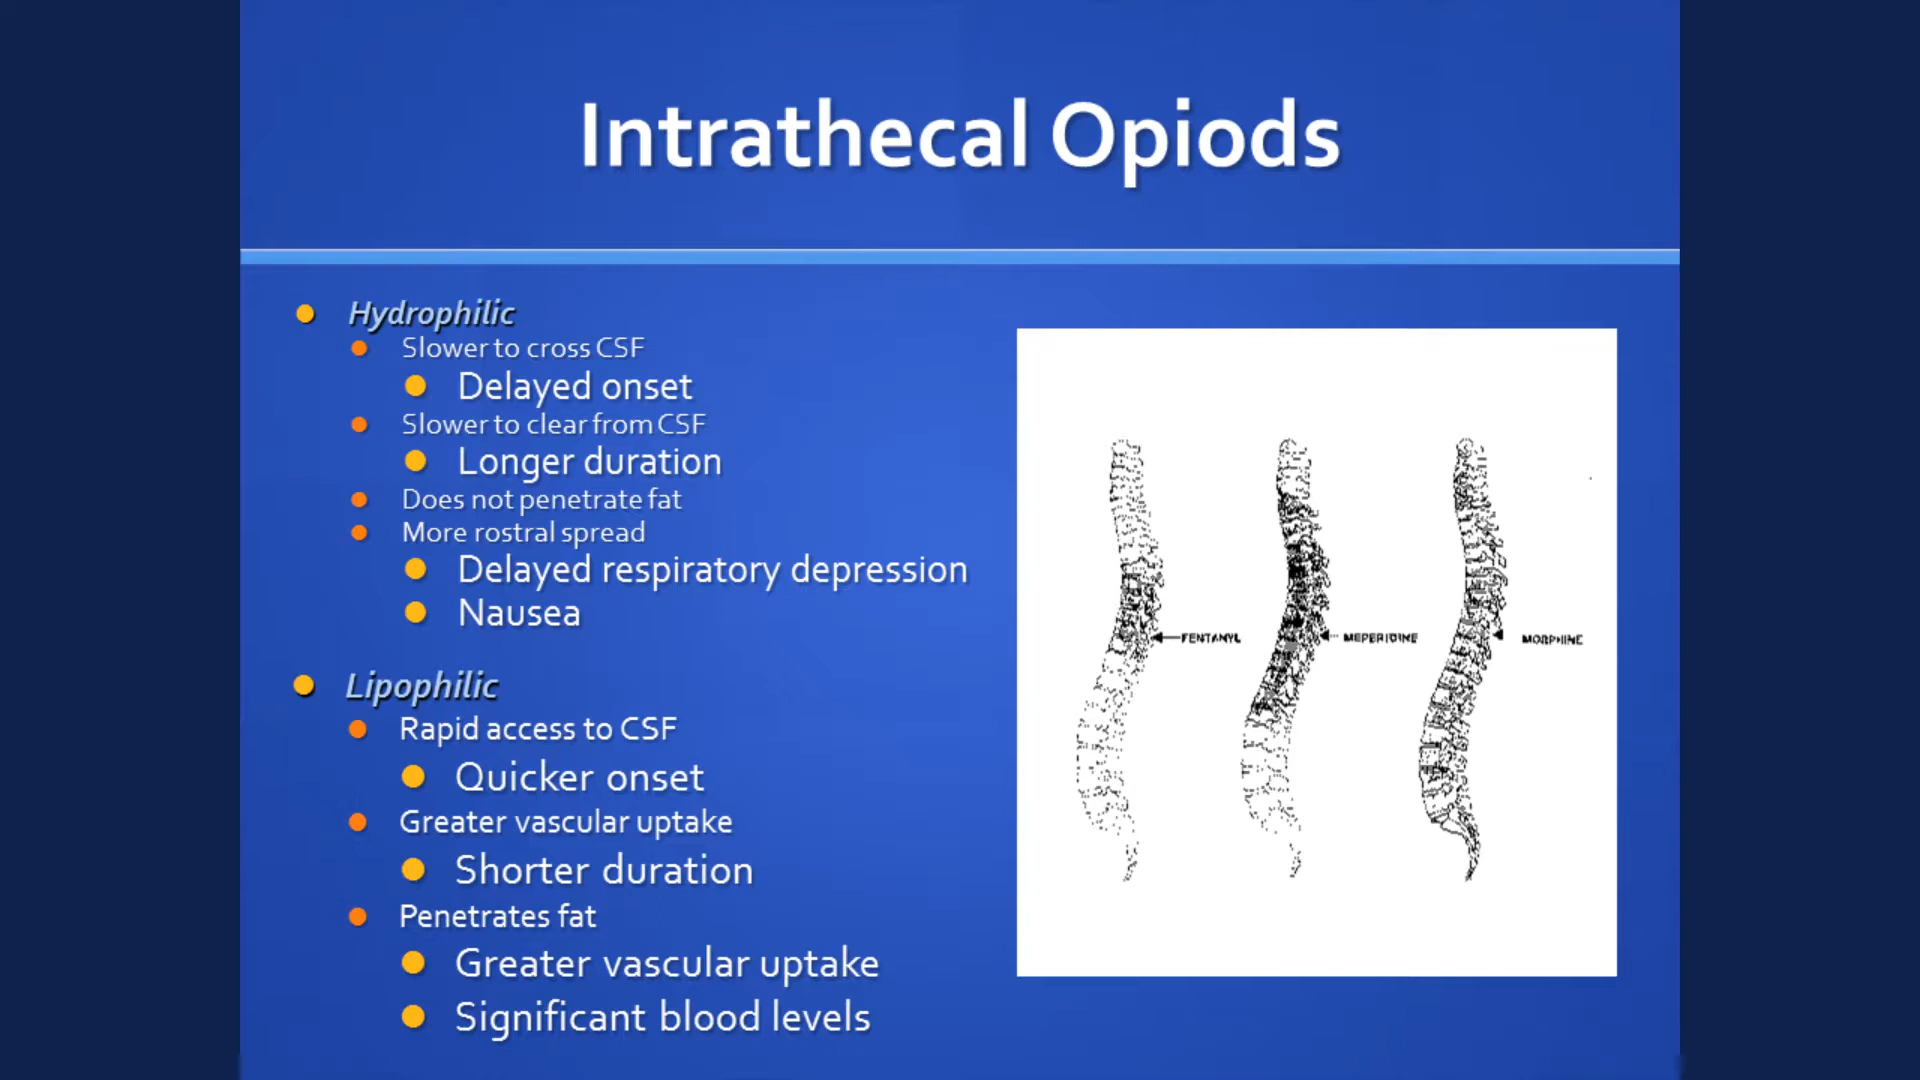 Intrathecal Opiods
Hydrophilic
Slower to cross CSF
Delayed onset
Slower to clear from CSF
Longer duration
Does not penetrate fat
More rostral spread
Delayed respiratory depression
Nausea
Lipophilic
Rapid access to CSF
Quicker onset
Greater vascular uptake
Shorter duration
Penetrates fat
Greater vascular uptake
Significant blood levels
FENTANYL
MEPERIDINE
MORPHINE